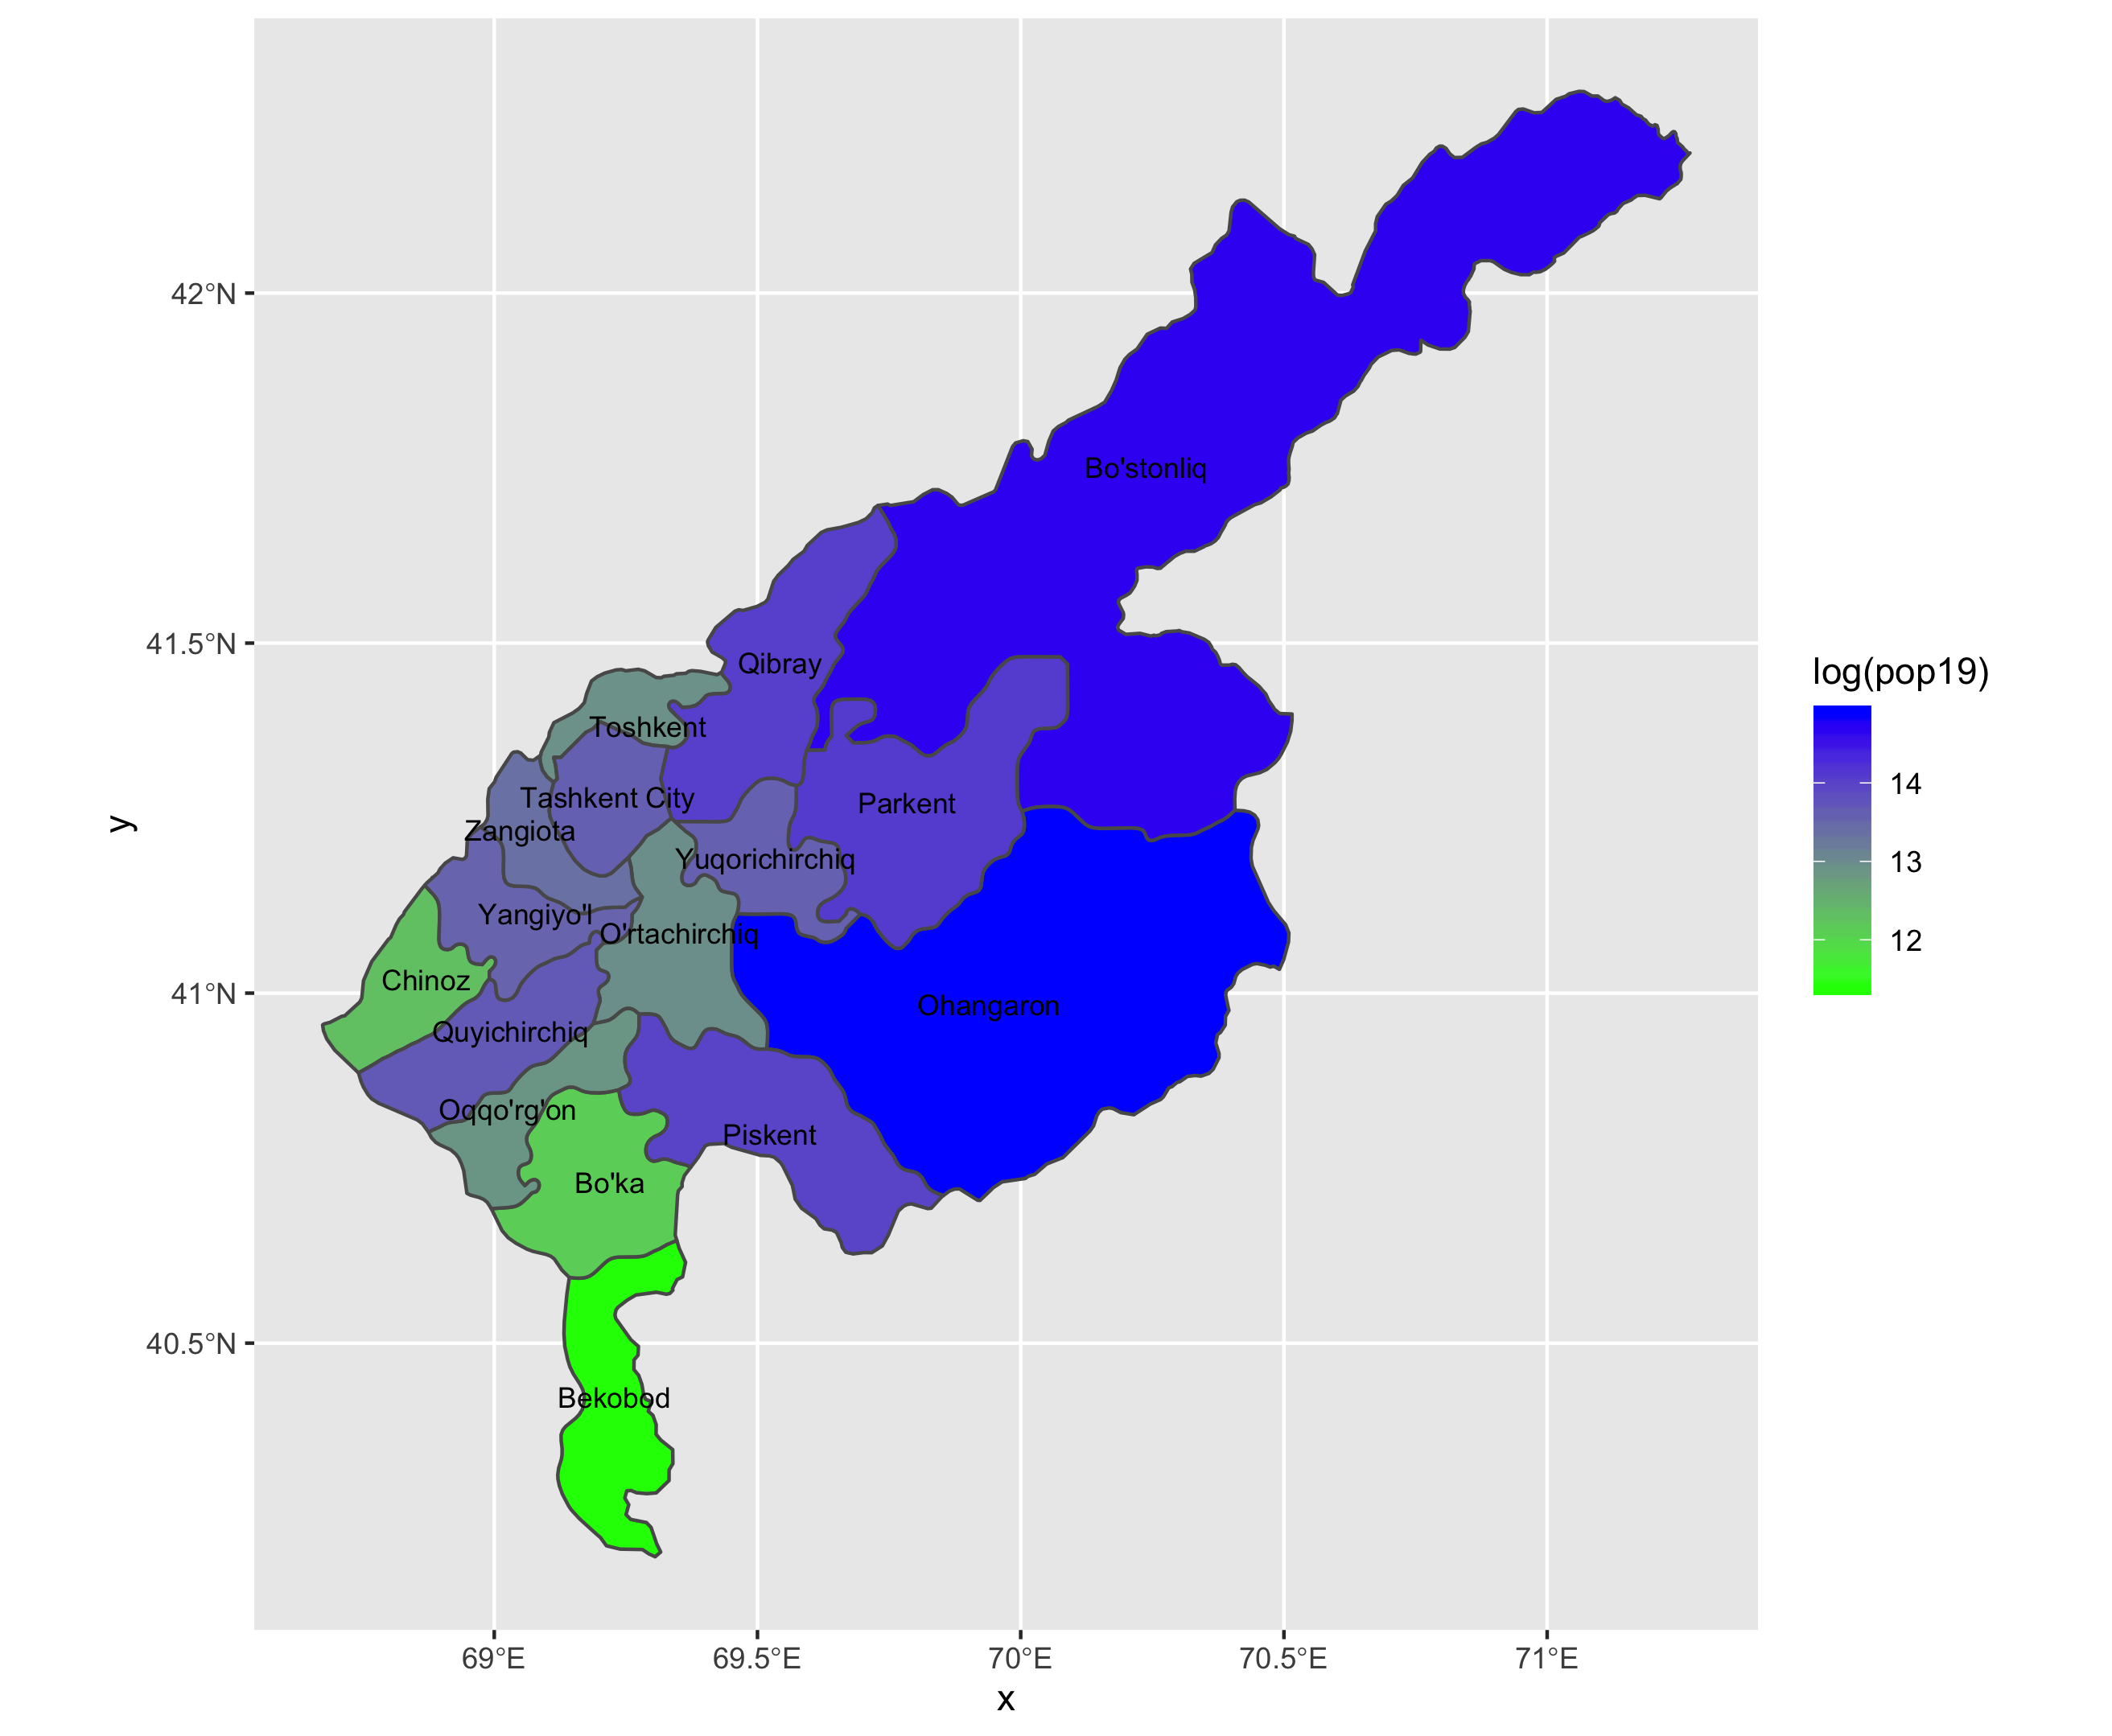 42°N
41.5°N
41°N
40.5°N
y
Bo'stonliq
Qibray
Toshkent
Tashkent City
Parkent
Zangiota
Yuqorichirchiq
Yangiyo'l
O'rtachirchiq
Chinoz
Ohangaron
Quyichirchiq
Oqqo'rg'on
Piskent
Bo'ka
Bekobod
69°E
69.5°E
70°E
70.5°E
71°E
x
log(pop19)
14
13
12